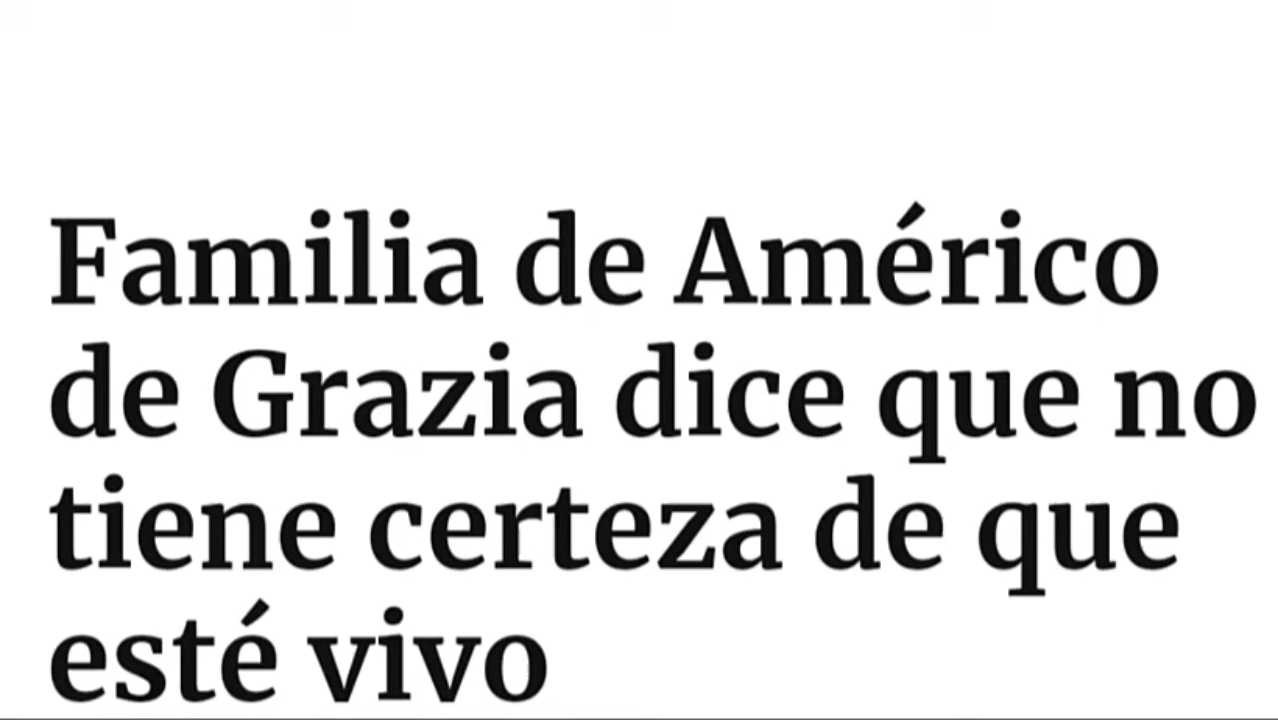 Familia de Américo
de Grazia dice que no
tiene certeza de que
esté vivo